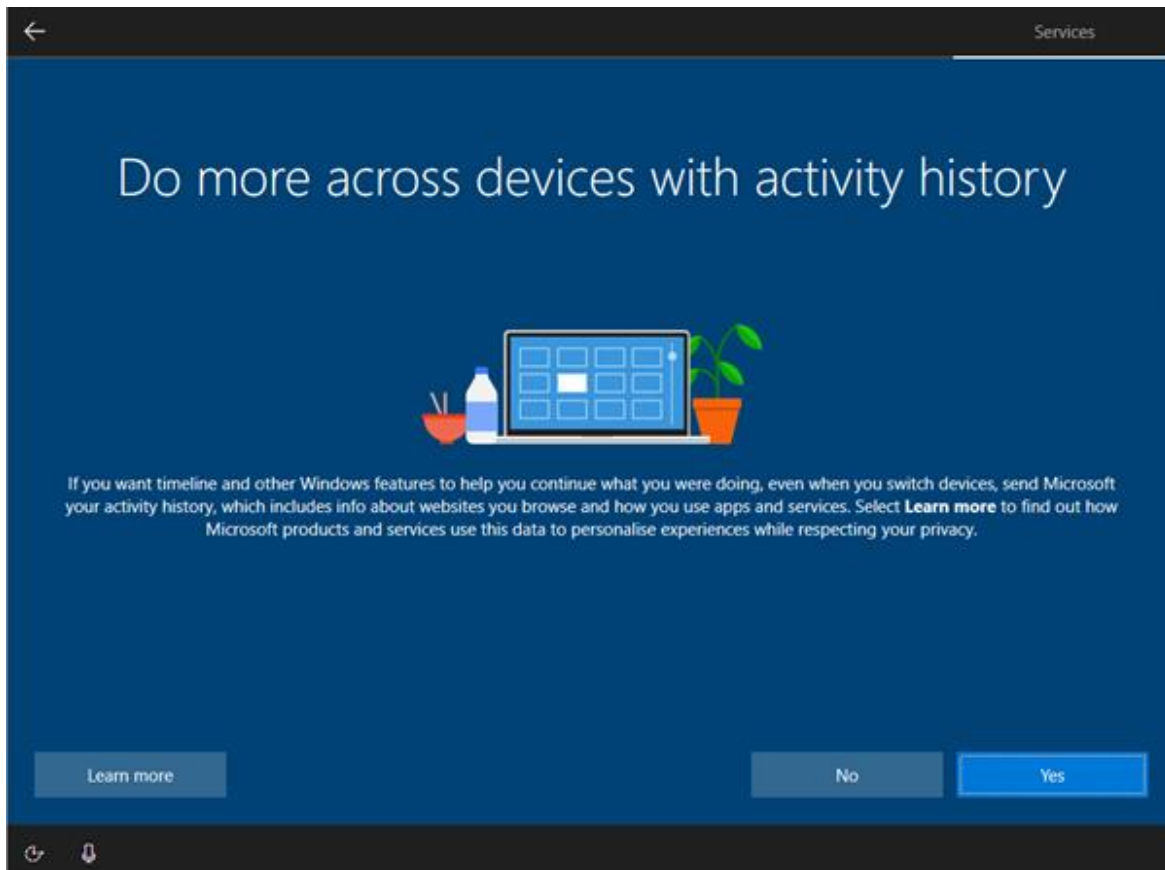 Services
Do more across devices with activity history
If you want timeline and other Windows features to help you continue what you were doing, even when you switch devices, send Microsoft
your activity history, which includes info about websites you browse and how you use apps and services. Select Learn more to find out how
Microsoft products and services use this data to personalise experiences while respecting your privacy.
Learn more
No
Yes